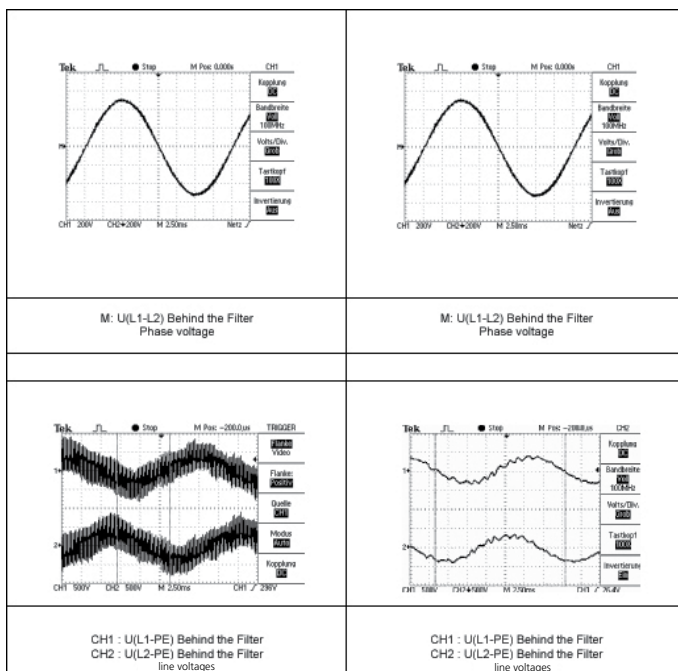 Tek Stop M Pos: 0.000s CH1
Kopplung
DC
Bandbreite
Voll
100MHz
Volts/Div.
Grob
Tastkopf
100X
Invertierung
Aus
CH1 200V CH2 200V M 2.50ms Netz
M: U(L1-L2) Behind the Filter
Phase voltage
Tek Stop M Pos: 0.000s CH1
Kopplung
DC
Bandbreite
Voll
100MHz
Volts/Div.
Grob
Tastkopf
100X
Invertierung
Aus
CH1 200V CH2 200V M 2.50ms Netz
M: U(L1-L2) Behind the Filter
Phase voltage
Tek Stop M Pos: -200.0µs TRIGGER
Flanke
Video
Flanke:
Positiv
Quelle
CH1
Modus
Auto
Kopplung
DC
1
2
CH1 500V CH2 500V M 2.50ms CH1 296V
CH1 : U(L1-PE) Behind the Filter
CH2 : U(L2-PE) Behind the Filter
line voltages
Tek Stop M Pos: -200.0µs CH2
Kopplung
DC
Bandbreite
Voll
100MHz
Volts/Div.
Grob
Tastkopf
Invertierung
Ein
1
2
CH1 500V CH2 500V M 2.50ms CH1
CH1 : U(L1-PE) Behind the Filter
CH2 : U(L2-PE) Behind the Filter
line voltages